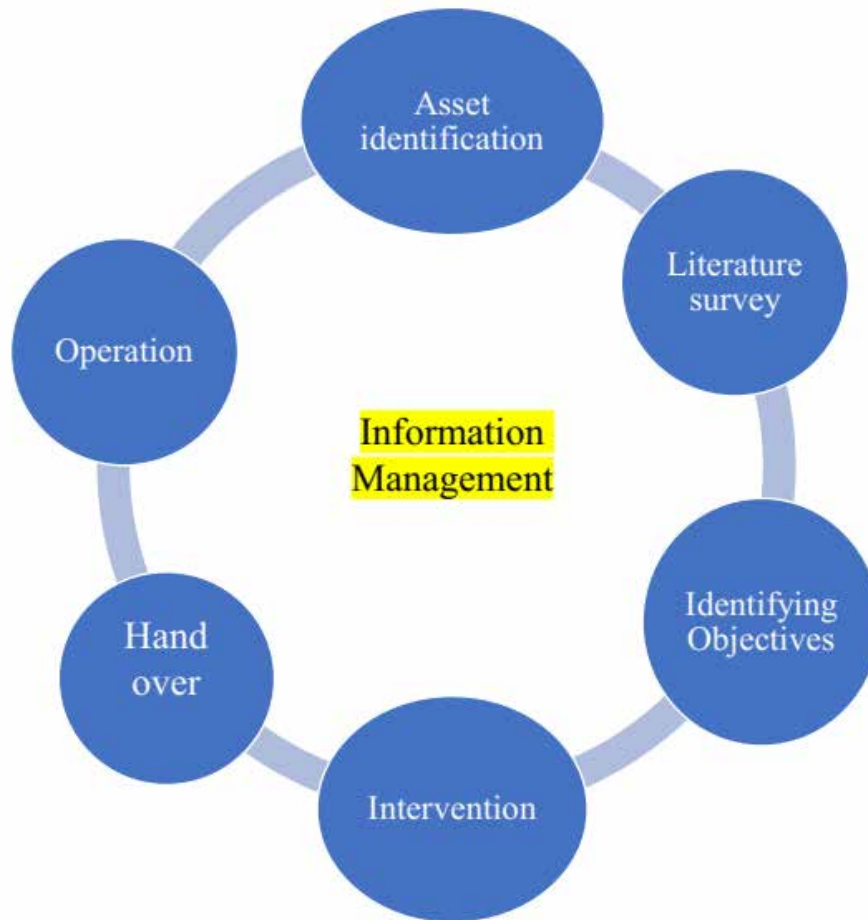 Asset
identification
Literature
survey
Operation
Information
Management
Identifying
Objectives
Hand
over
Intervention